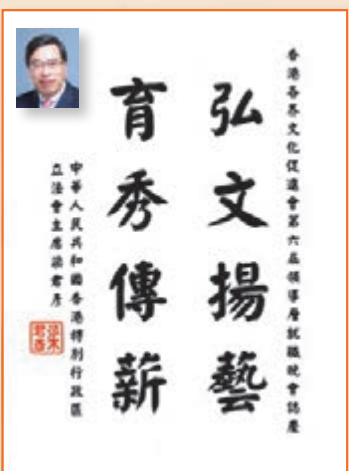 香港各界文化促進會第六屆領導層就職晚會誌慶
弘文揚藝
育秀傳薪
中華人民共和國香港特別行政區
立法會主席梁君彥